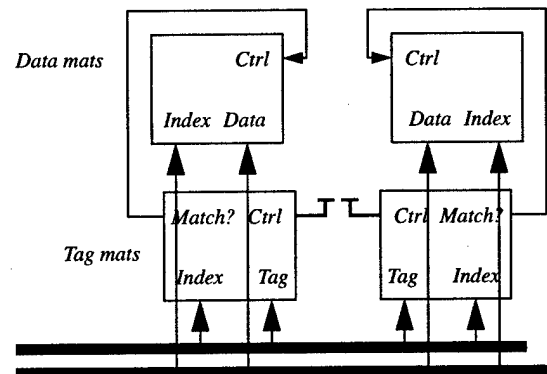 Data mats
Ctrl
Ctrl
Index Data
Data Index
Match? Ctrl
Ctrl Match?
Tag mats
Index Tag
Tag Index